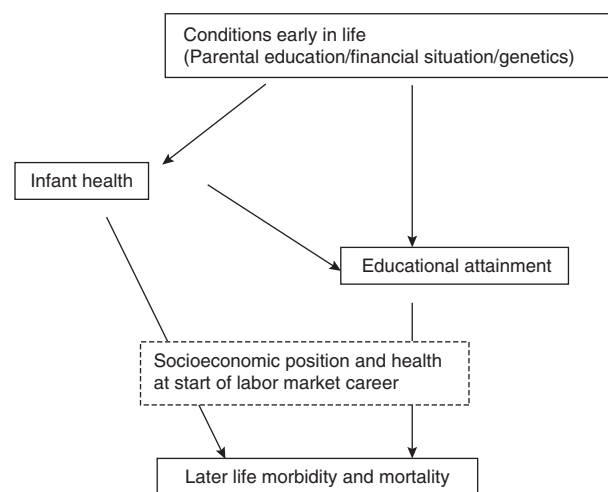 Conditions early in life
(Parental education/financial situation/genetics)
Infant health
Educational attainment
Socioeconomic position and health
at start of labor market career
Later life morbidity and mortality